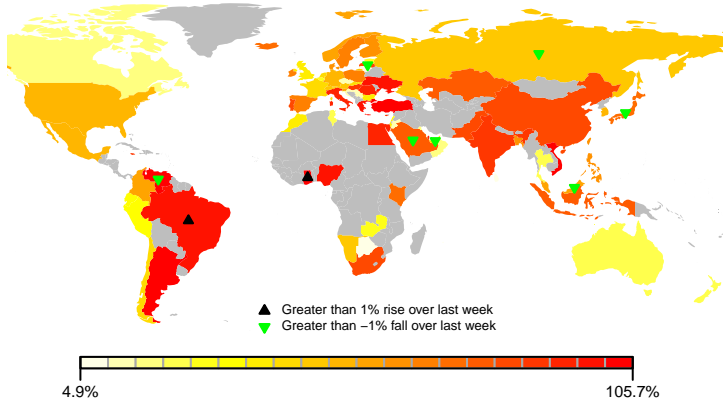 Greater than 1% rise over last week
Greater than −1% fall over last week
4.9%
105.7%